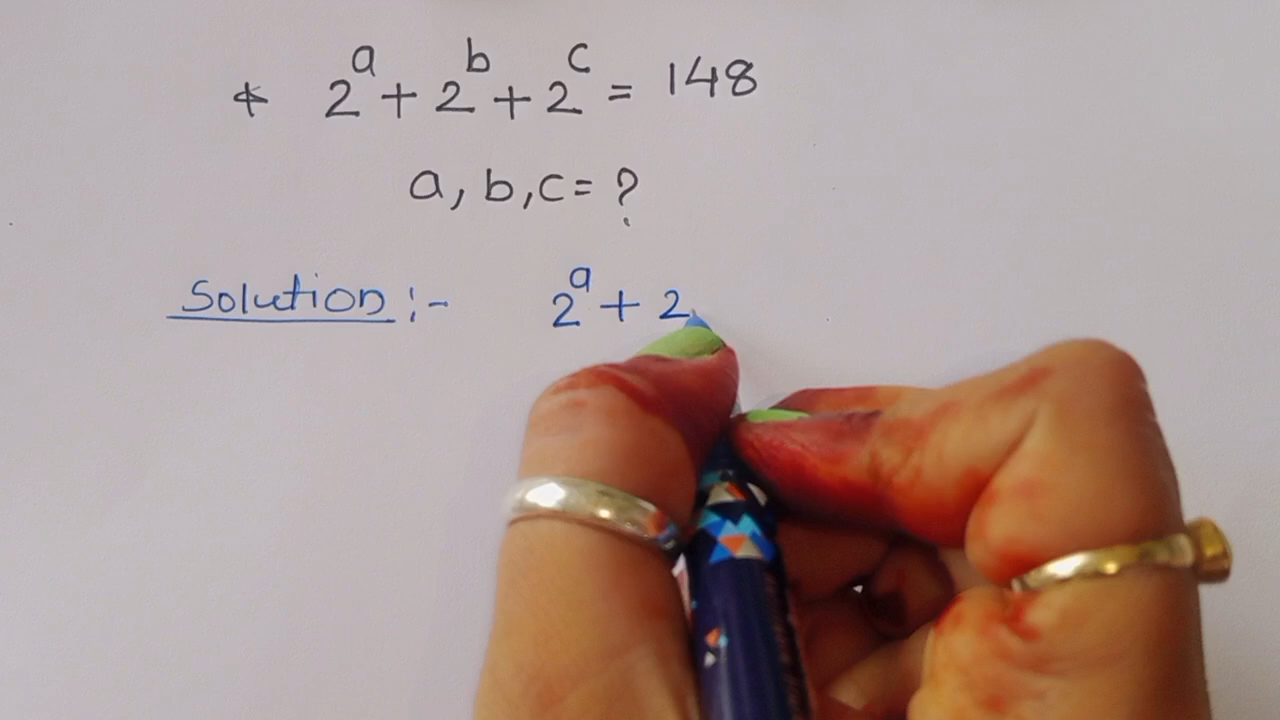 * 2^a + 2^b + 2^c = 148
a, b, c = ?
Solution :- 2^a + 2